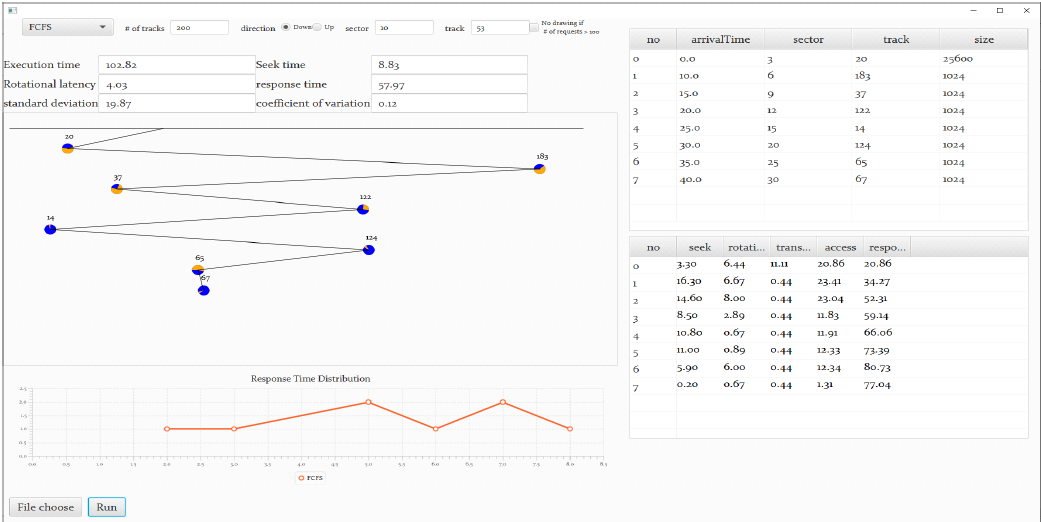 FCFS # of tracks 200 direction Down Up sector 10 track 53 No drawing if
# of requests > 100
Execution time 102.82 Seek time 8.83
Rotational latency 4.03 response time 57.97
standard deviation 19.87 coefficient of variation 0.12
20
183
37
122
14
124
65
67
Response Time Distribution
2.5
2.0
1.5
1.0
0.5
0.0
0.0 0.5 1.0 1.5 2.0 2.5 3.0 3.5 4.0 4.5 5.0 5.5 6.0 6.5 7.0 7.5 8.0 8.5
FCFS
File choose Run
no arrivalTime sector track size
0 0.0 3 20 25600
1 10.0 6 183 1024
2 15.0 9 37 1024
3 20.0 12 122 1024
4 25.0 15 14 1024
5 30.0 20 124 1024
6 35.0 25 65 1024
7 40.0 30 67 1024
no seek rotati... trans... access respo...
0 3.30 6.44 11.11 20.86 20.86
1 16.30 6.67 0.44 23.41 34.27
2 14.60 8.00 0.44 23.04 52.31
3 8.50 2.89 0.44 11.83 59.14
4 10.80 0.67 0.44 11.91 66.06
5 11.00 0.89 0.44 12.33 73.39
6 5.90 6.00 0.44 12.34 80.73
7 0.20 0.67 0.44 1.31 77.04